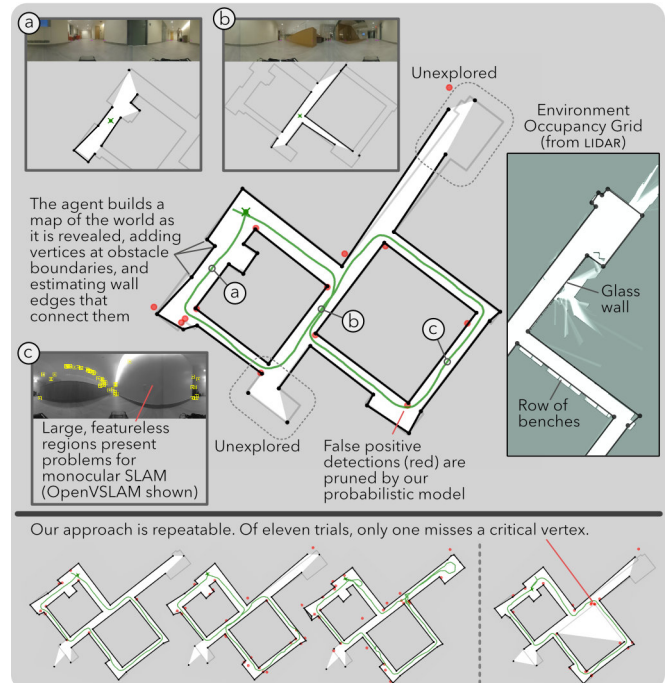 a
b
Unexplored
Environment
Occupancy Grid
(from LIDAR)
The agent builds a
map of the world as
it is revealed, adding
vertices at obstacle
boundaries, and
estimating wall
edges that
connect them
a
b
c
Glass
wall
Row of
benches
c
Large, featureless
regions present
problems for
monocular SLAM
(OpenVSLAM shown)
Unexplored
False positive
detections (red) are
pruned by our
probabilistic model
Our approach is repeatable. Of eleven trials, only one misses a critical vertex.